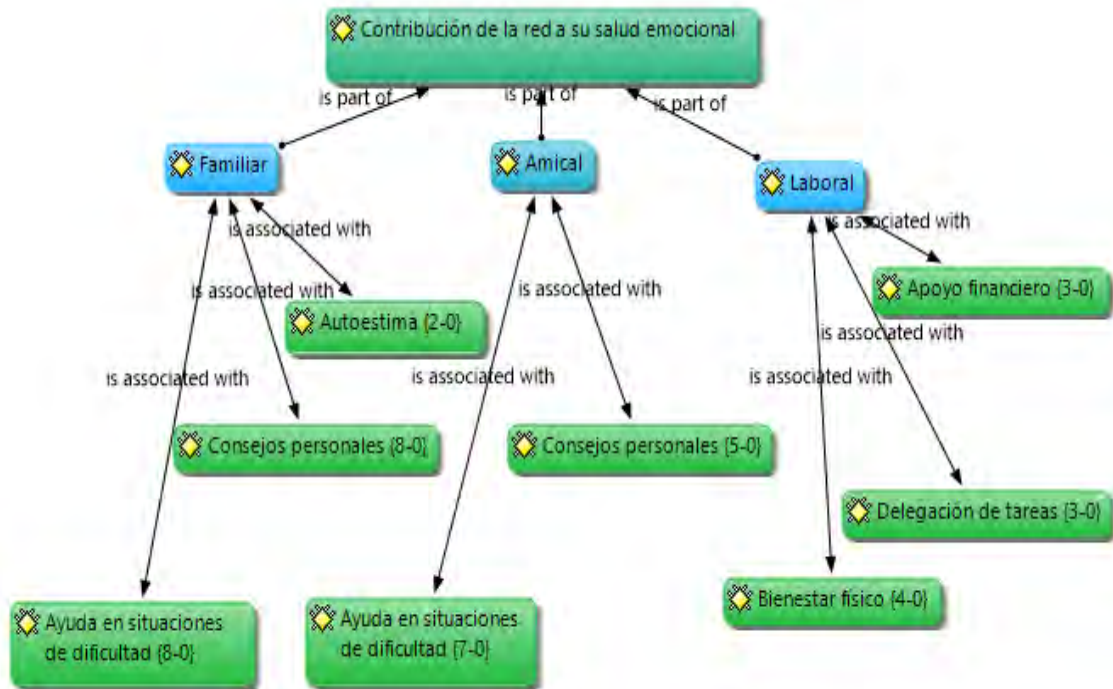 Contribución de la red a su salud emocional
is part of
is part of
is part of
Familiar
Amical
Laboral
is associated with
is associated with
Apoyo financiero {3-0}
is associated with
is associated with
Autoestima {2-0}
is associated with
is associated with
is associated with
is associated with
Consejos personales {8-0}
Consejos personales {5-0}
Delegación de tareas {3-0}
Bienestar físico {4-0}
Ayuda en situaciones
de dificultad {8-0}
Ayuda en situaciones
de dificultad {7-0}